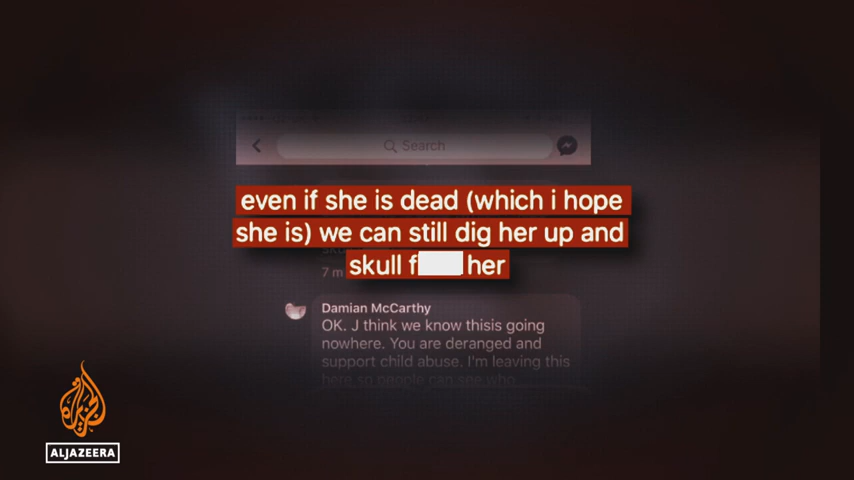 Search
even if she is dead (which i hope
she is) we can still dig her up and
skull f her
7 m
Damian McCarthy
OK. J think we know thisis going
nowhere. You are deranged and
support child abuse. I'm leaving this
here so people can see who
الجزيرة
ALJAZEERA